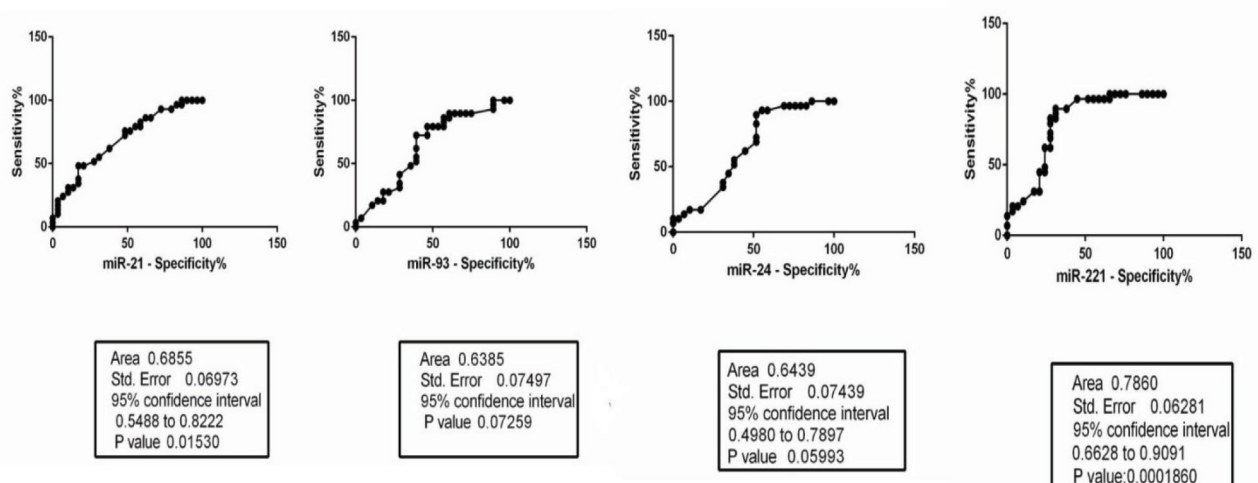 150
100
50
0
Sensitivity%
0 50 100 150
miR-21 - Specificity%
150
100
50
0
Sensitivity%
0 50 100 150
miR-93 - Specificity%
150
100
50
0
Sensitivity%
0 50 100 150
miR-24 - Specificity%
150
100
50
0
Sensitivity%
0 50 100 150
miR-221 - Specificity%
Area 0.6855
Std. Error 0.06973
95% confidence interval
0.5488 to 0.8222
P value 0.01530
Area 0.6385
Std. Error 0.07497
95% confidence interval
P value 0.07259
Area 0.6439
Std. Error 0.07439
95% confidence interval
0.4980 to 0.7897
P value 0.05993
Area 0.7860
Std. Error 0.06281
95% confidence interval
0.6628 to 0.9091
P value:0.0001860